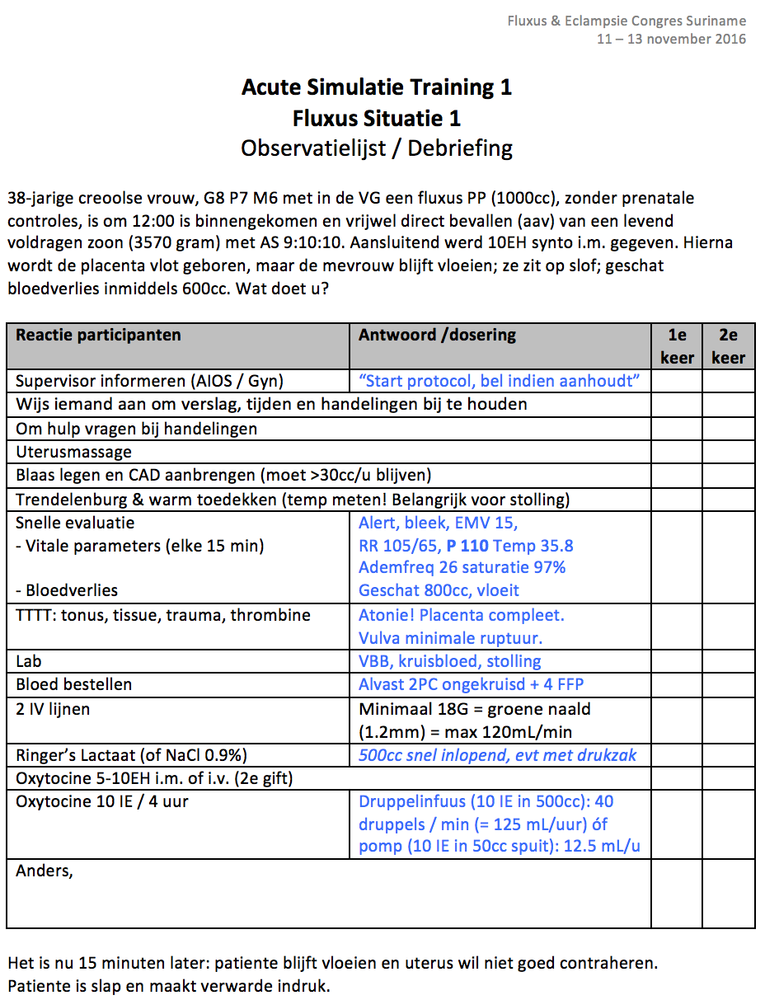 Fluxus & Eclampsie Congres Suriname
11 – 13 november 2016
Acute Simulatie Training 1
Fluxus Situatie 1
Observatielijst / Debriefing
38-jarige creoolse vrouw, G8 P7 M6 met in de VG een fluxus PP (1000cc), zonder prenatale
controles, is om 12:00 is binnengekomen en vrijwel direct bevallen (aav) van een levend
voldragen zoon (3570 gram) met AS 9:10:10. Aansluitend werd 10EH synto i.m. gegeven. Hierna
wordt de placenta vlot geboren, maar de mevrouw blijft vloeien; ze zit op slof; geschat
bloedverlies inmiddels 600cc. Wat doet u?
Reactie participanten Antwoord /dosering 1e keer 2e keer
Supervisor informeren (AIOS / Gyn) “Start protocol, bel indien aanhoudt”
Wijs iemand aan om verslag, tijden en handelingen bij te houden
Om hulp vragen bij handelingen
Uterusmassage
Blaas legen en CAD aanbrengen (moet >30cc/u blijven)
Trendelenburg & warm toedekken (temp meten! Belangrijk voor stolling)
Snelle evaluatie Alert, bleek, EMV 15,
- Vitale parameters (elke 15 min) RR 105/65, P 110 Temp 35.8
Ademfreq 26 saturatie 97%
- Bloedverlies Geschat 800cc, vloeit
TTTT: tonus, tissue, trauma, thrombine Atonie! Placenta compleet.
Vulva minimale ruptuur.
Lab VBB, kruisbloed, stolling
Bloed bestellen Alvast 2PC ongekruisd + 4 FFP
2 IV lijnen Minimaal 18G = groene naald
(1.2mm) = max 120mL/min
Ringer’s Lactaat (of NaCl 0.9%) 500cc snel inlopend, evt met drukzak
Oxytocine 5-10EH i.m. of i.v. (2e gift)
Oxytocine 10 IE / 4 uur Druppelinfuus (10 IE in 500cc): 40
druppels / min (= 125 mL/uur) óf
pomp (10 IE in 50cc spuit): 12.5 mL/u
Anders,
Het is nu 15 minuten later: patiente blijft vloeien en uterus wil niet goed contraheren.
Patiente is slap en maakt verwarde indruk.